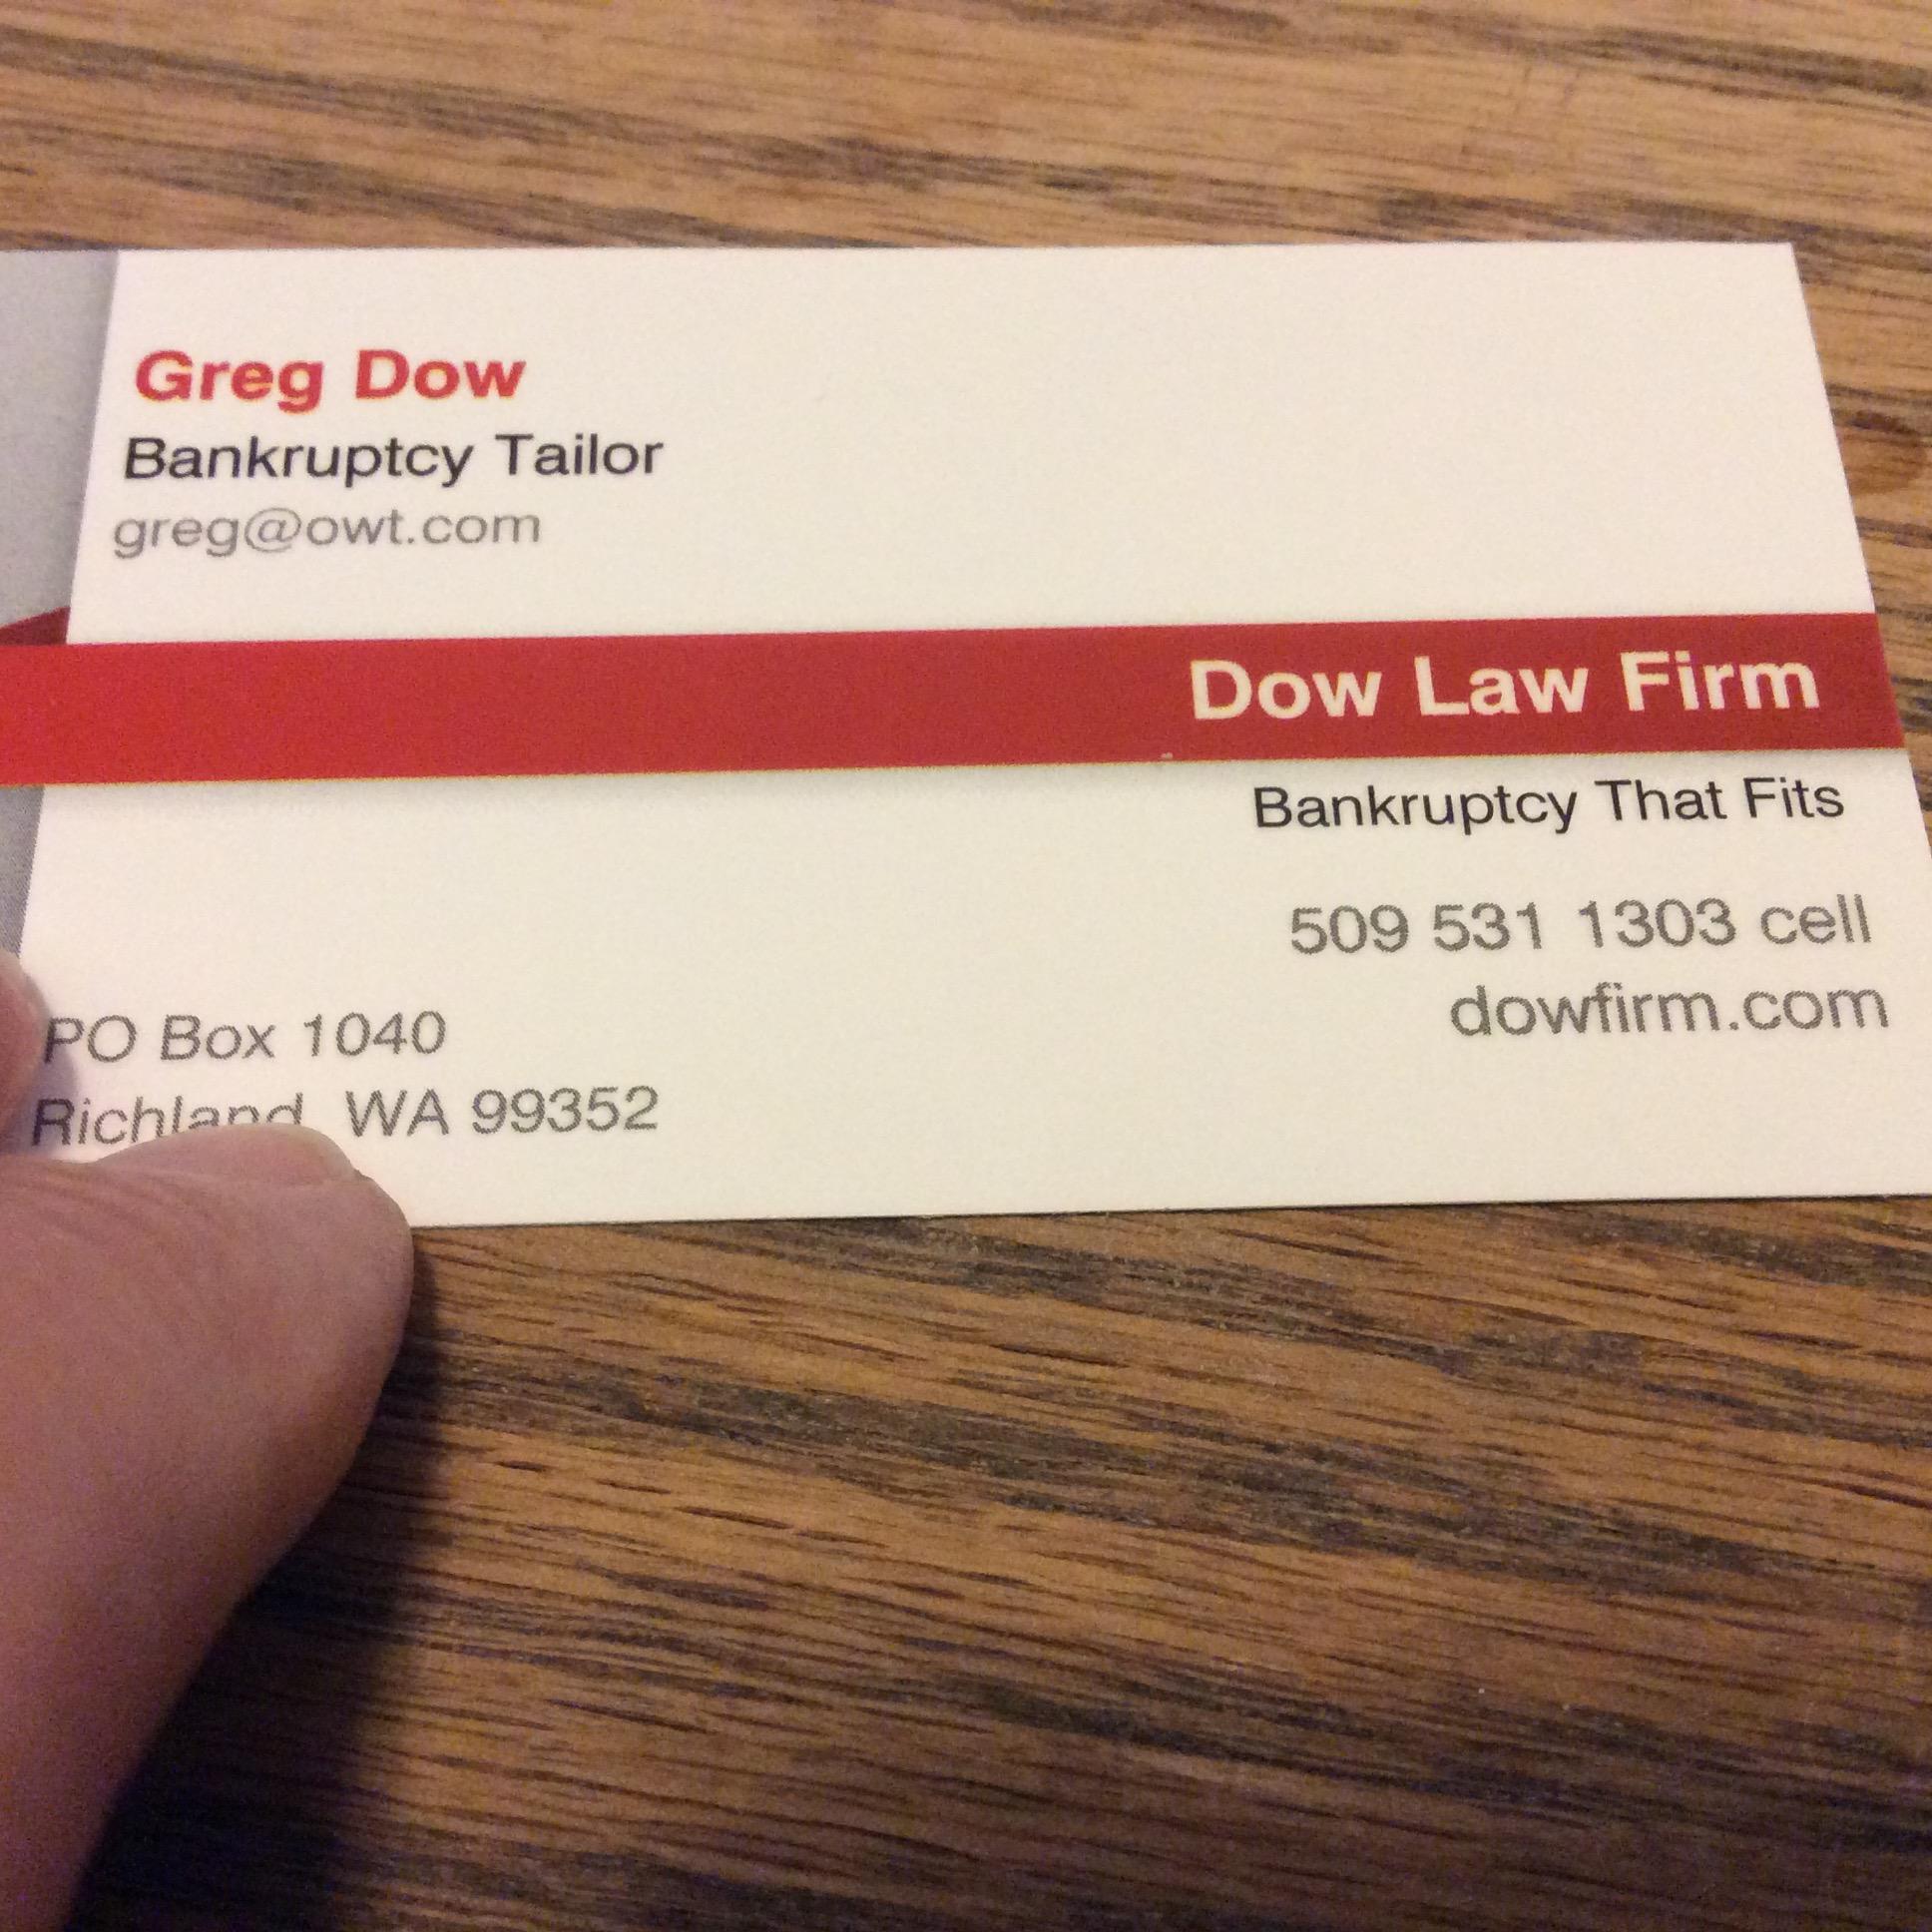 Greg Dow
Bankruptcy Tailor
greg@owt.com
Dow Law Firm
Bankruptcy That Fits
509 531 1303 cell
dowfirm.com
PO Box 1040
Richland, WA 99352